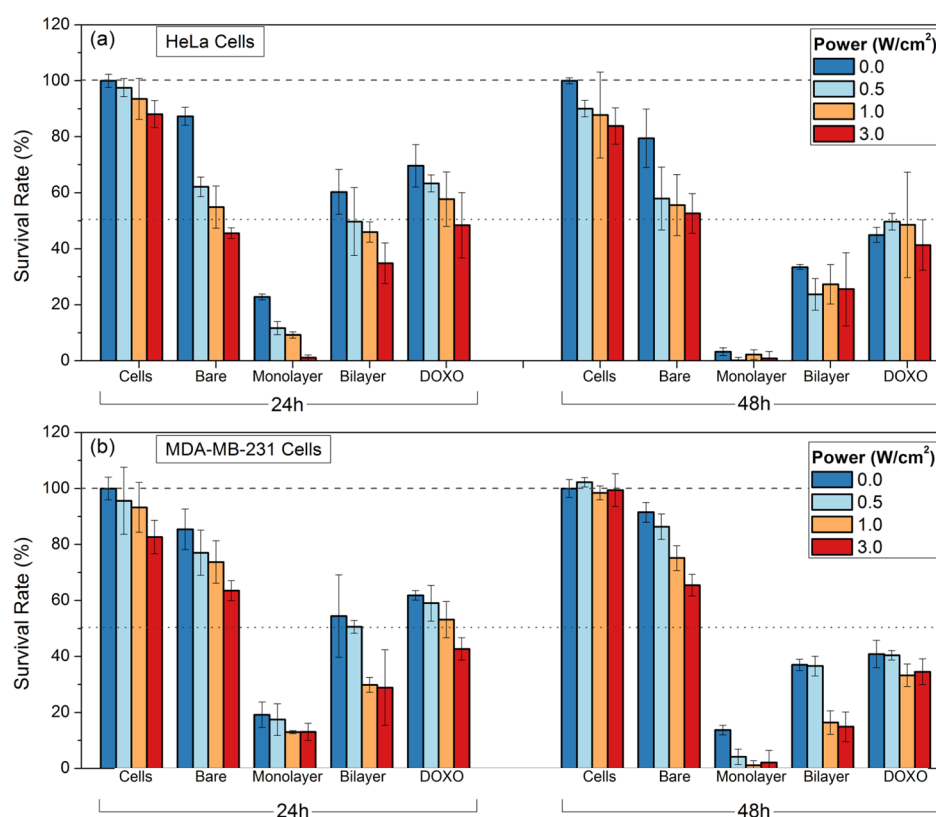 (a)
HeLa Cells
Power (W/cm²)
0.0
0.5
1.0
3.0
Survival Rate (%)
120
100
80
60
40
20
0
Cells Bare Monolayer Bilayer DOXO Cells Bare Monolayer Bilayer DOXO
24h 48h
(b)
MDA-MB-231 Cells
Power (W/cm²)
0.0
0.5
1.0
3.0
Survival Rate (%)
120
100
80
60
40
20
0
Cells Bare Monolayer Bilayer DOXO Cells Bare Monolayer Bilayer DOXO
24h 48h